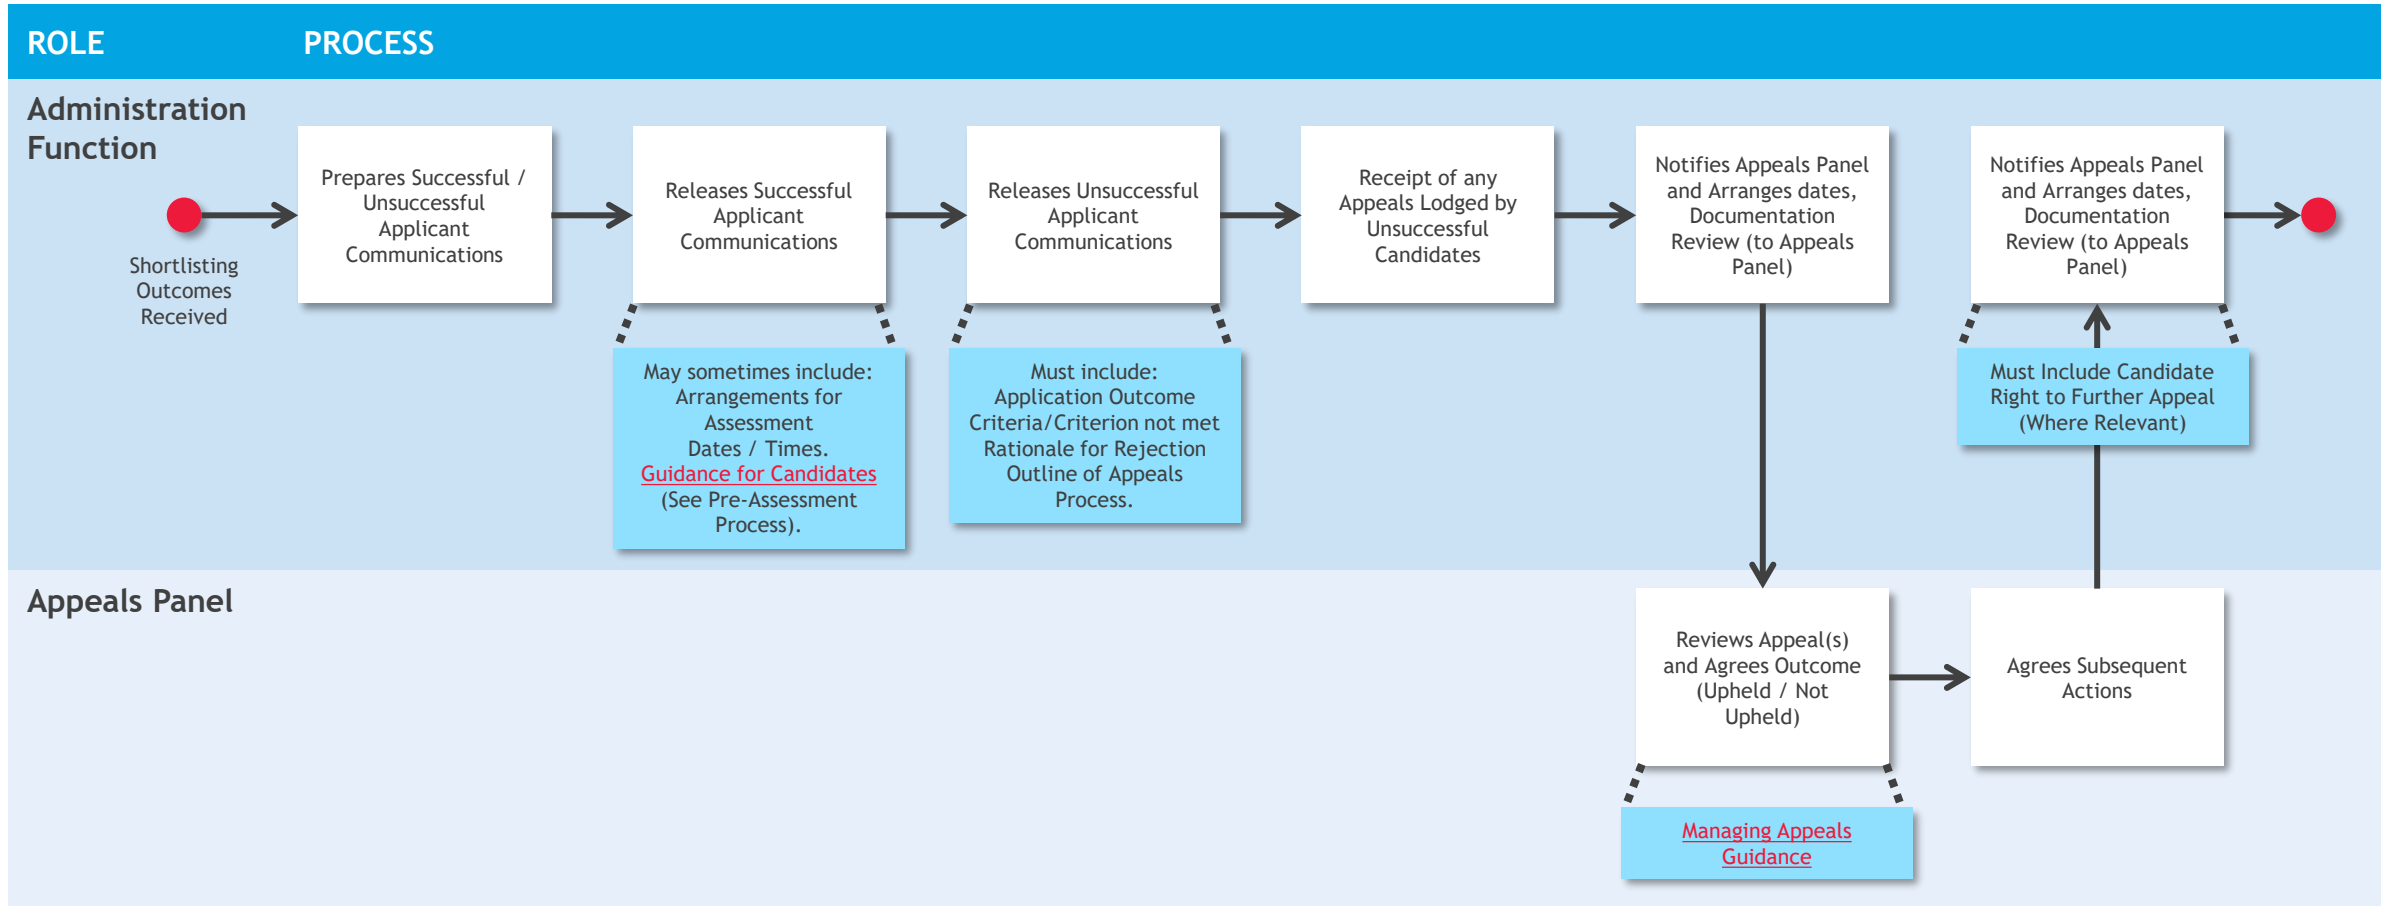 ROLE
PROCESS
Administration
Function
Shortlisting
Outcomes
Received
Prepares Successful /
Unsuccessful
Applicant
Communications
Releases Successful
Applicant
Communications
May sometimes include:
Arrangements for
Assessment
Dates / Times.
Guidance for Candidates
(See Pre-Assessment
Process).
Releases Unsuccessful
Applicant
Communications
Must include:
Application Outcome
Criteria/Criterion not met
Rationale for Rejection
Outline of Appeals
Process.
Receipt of any
Appeals Lodged by
Unsuccessful
Candidates
Notifies Appeals Panel
and Arranges dates,
Documentation
Review (to Appeals
Panel)
Notifies Appeals Panel
and Arranges dates,
Documentation
Review (to Appeals
Panel)
Must Include Candidate
Right to Further Appeal
(Where Relevant)
Appeals Panel
Reviews Appeal(s)
and Agrees Outcome
(Upheld / Not
Upheld)
Managing Appeals
Guidance
Agrees Subsequent
Actions